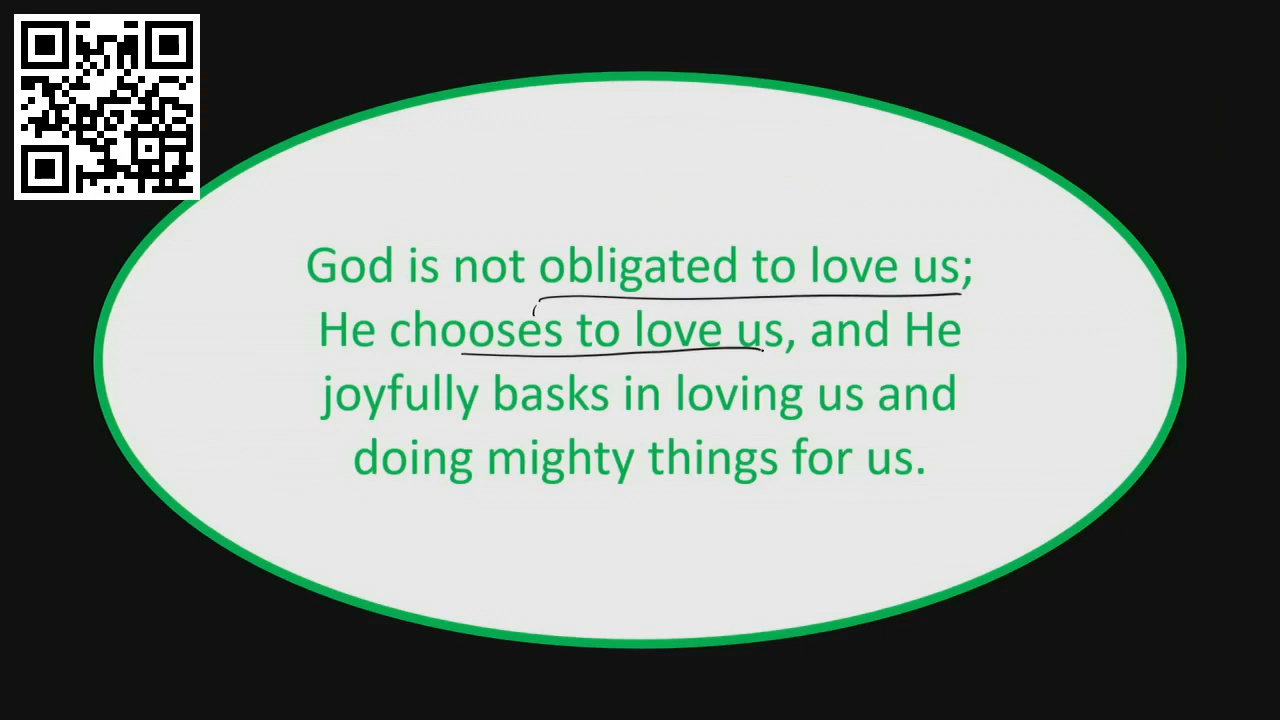 God is not obligated to love us;
He chooses to love us, and He
joyfully basks in loving us and
doing mighty things for us.